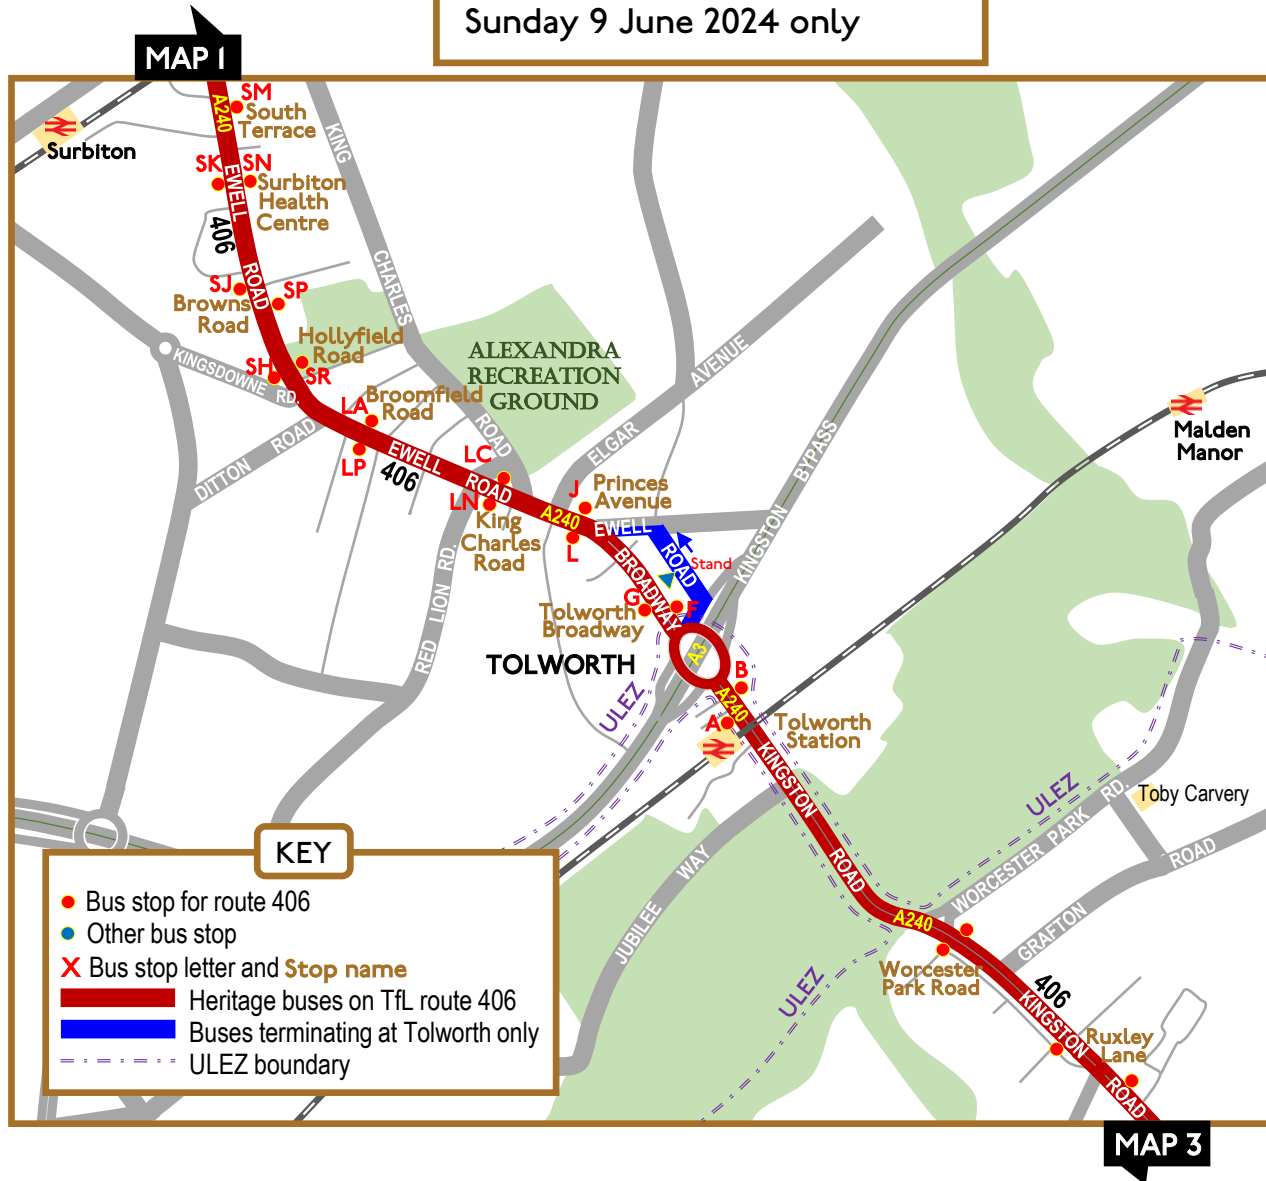 Sunday 9 June 2024 only
MAP 1
SM
South
Terrace
A240
KING
Surbiton
SK
SN
Surbiton
Health
Centre
EWELL
406
CHARLES
ROAD
SJ
SP
Browns
Road
Hollyfield
Road
SH
SR
KINGSDOWNE
RD.
ALEXANDRA
RECREATION
GROUND
AVENUE
ELGAR
Broomfield
Road
LA
LP
DITTON
ROAD
EWELL
ROAD
406
ROAD
LC
LN
King
Charles
Road
J
Princes
Avenue
A240
L
EWELL
ROAD
Stand
BROADWAY
KINGSTON
BYPASS
Malden
Manor
RED LION RD.
G
F
Tolworth
Broadway
TOLWORTH
A3
ULEZ
B
A240
A
Tolworth
Station
KINGSTON
ROAD
ULEZ
Toby Carvery
WORCESTER PARK RD.
GRAFTON
ROAD
JUBILEE WAY
A240
ULEZ
Worcester
Park Road
406
KINGSTON
ROAD
Ruxley
Lane
KEY
Bus stop for route 406
Other bus stop
X Bus stop letter and Stop name
Heritage buses on TfL route 406
Buses terminating at Tolworth only
ULEZ boundary
MAP 3